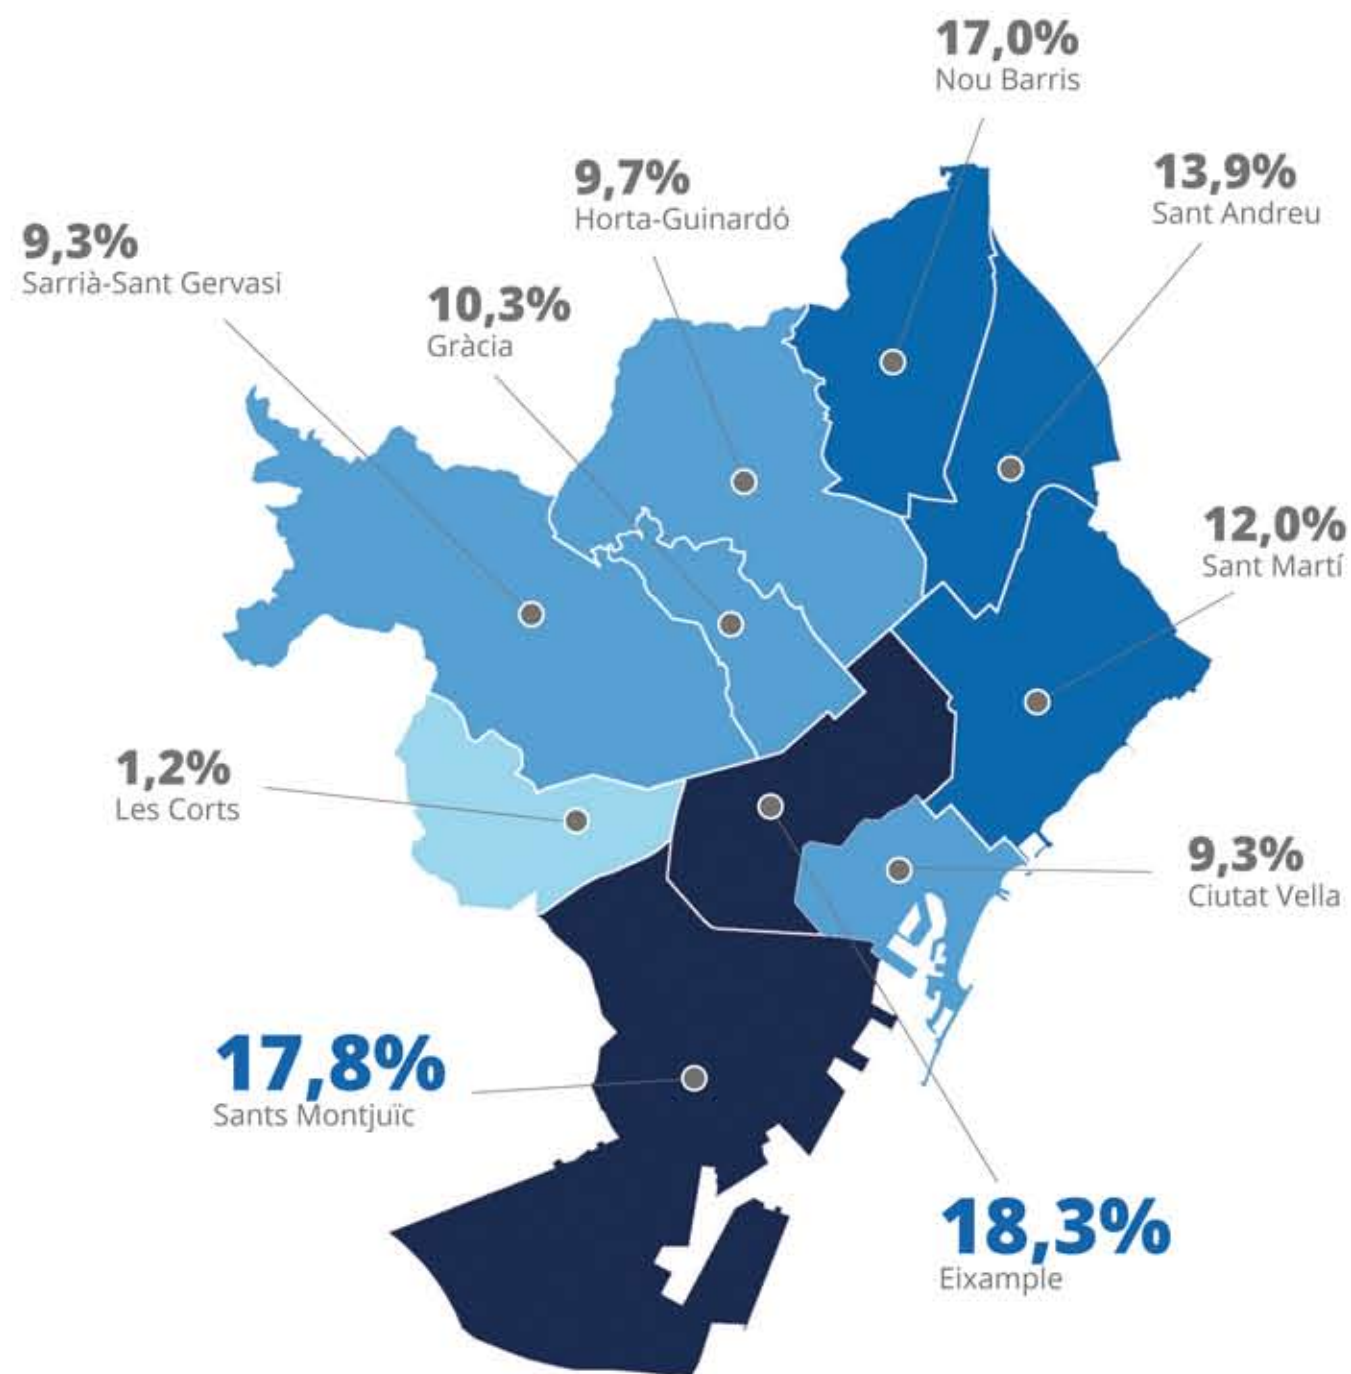 17,0%
Nou Barris
13,9%
Sant Andreu
9,7%
Horta-Guinardó
9,3%
Sarrià-Sant Gervasi
10,3%
Gràcia
12,0%
Sant Martí
1,2%
Les Corts
9,3%
Ciutat Vella
17,8%
Sants Montjuïc
18,3%
Eixample